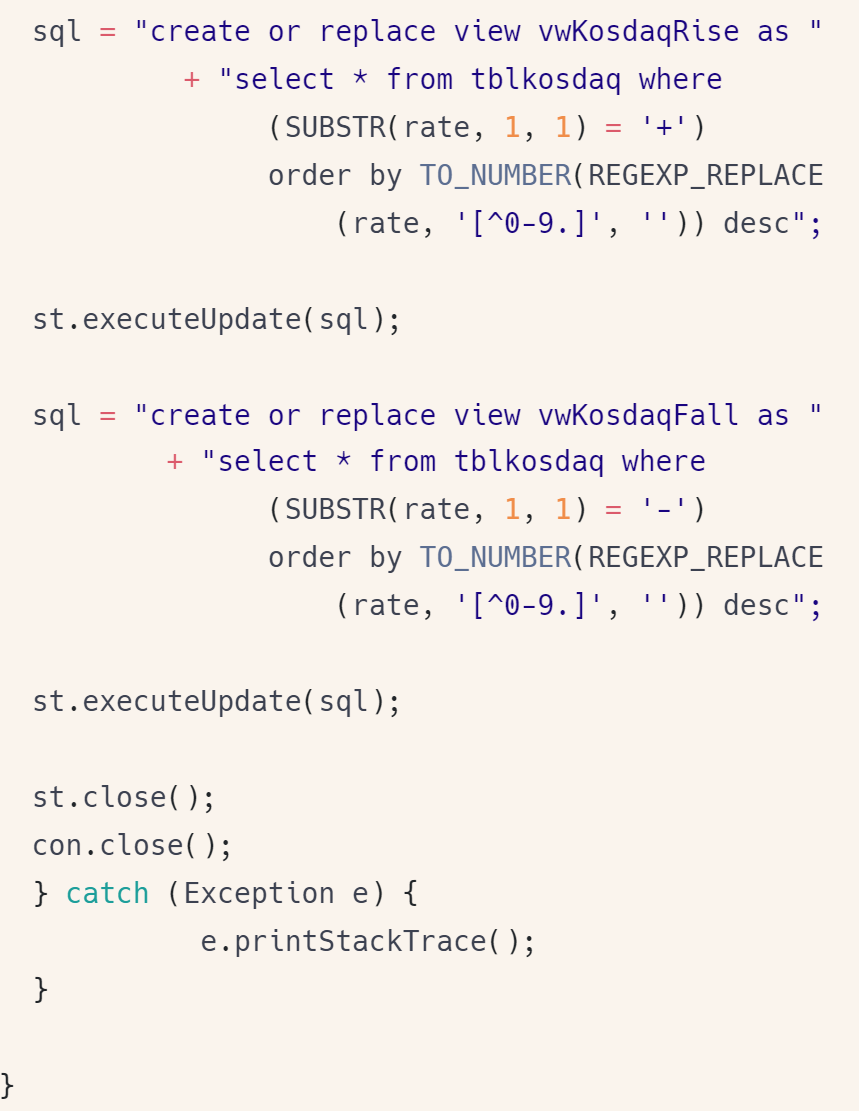 sql = "create or replace view vwKosdaqRise as "
+ "select * from tblkosdaq where
(SUBSTR(rate, 1, 1) = '+')
order by TO_NUMBER(REGEXP_REPLACE
(rate, '[^0-9.]', '')) desc";
st.executeUpdate(sql);
sql = "create or replace view vwKosdaqFall as "
+ "select * from tblkosdaq where
(SUBSTR(rate, 1, 1) = '-')
order by TO_NUMBER(REGEXP_REPLACE
(rate, '[^0-9.]', '')) desc";
st.executeUpdate(sql);
st.close();
con.close();
} catch (Exception e) {
e.printStackTrace();
}
}